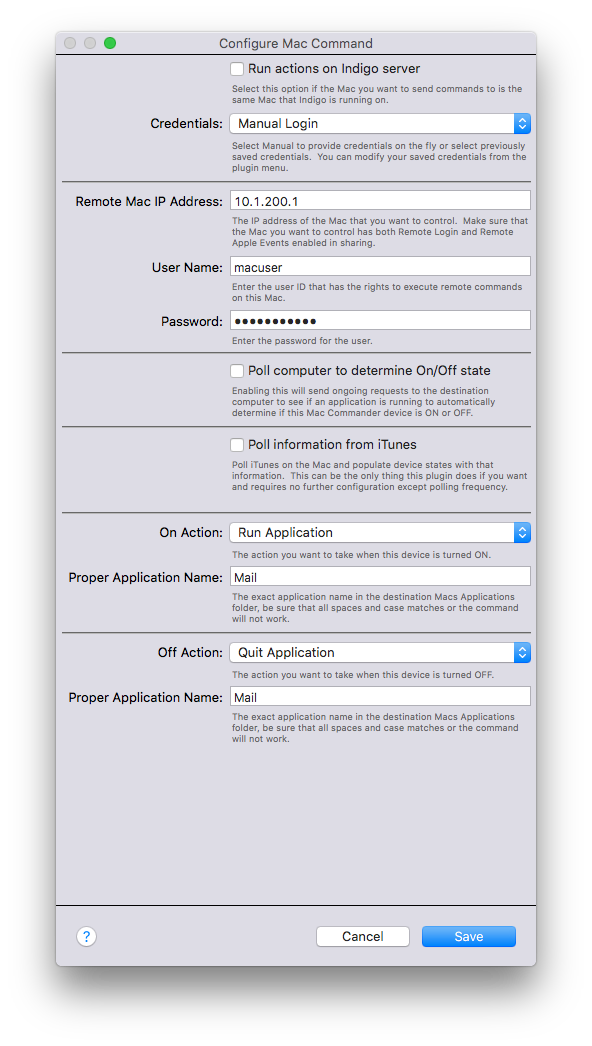 Configure Mac Command
Run actions on Indigo server
Select this option if the Mac you want to send commands to is the
same Mac that Indigo is running on.
Credentials: Manual Login
Select Manual to provide credentials on the fly or select previously
saved credentials.  You can modify your saved credentials from the
plugin menu.
Remote Mac IP Address: 10.1.200.1
The IP address of the Mac that you want to control.  Make sure that
the Mac you want to control has both Remote Login and Remote
Apple Events enabled in sharing.
User Name: macuser
Enter the user ID that has the rights to execute remote commands
on this Mac.
Password: ●●●●●●●●●●●
Enter the password for the user.
Poll computer to determine On/Off state
Enabling this will send ongoing requests to the destination
computer to see if an application is running to automatically
determine if this Mac Commander device is ON or OFF.
Poll information from iTunes
Poll iTunes on the Mac and populate device states with that
information.  This can be the only thing this plugin does if you want
and requires no further configuration except polling frequency.
On Action: Run Application
The action you want to take when this device is turned ON.
Proper Application Name: Mail
The exact application name in the destination Macs Applications
folder, be sure that all spaces and case matches or the command
will not work.
Off Action: Quit Application
The action you want to take when this device is turned OFF.
Proper Application Name: Mail
The exact application name in the destination Macs Applications
folder, be sure that all spaces and case matches or the command
will not work.
? Cancel Save